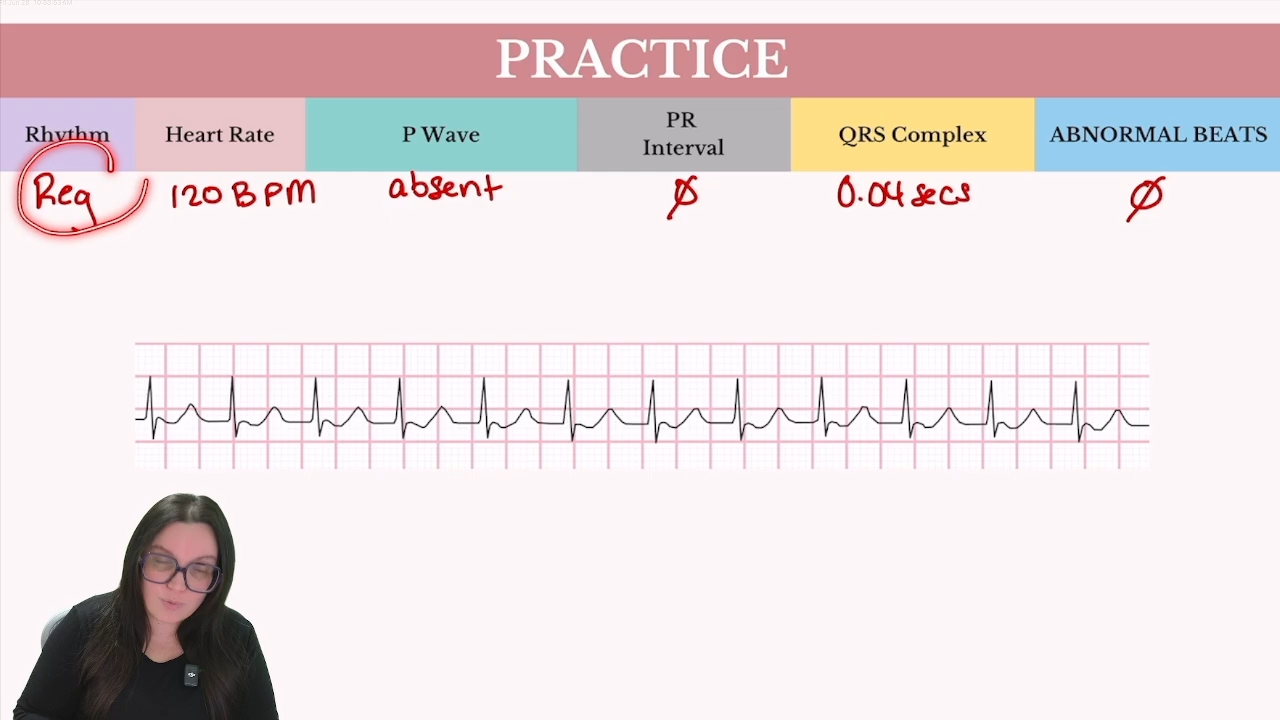 PRACTICE
Rhythm Heart Rate P Wave PR Interval QRS Complex ABNORMAL BEATS
Reg 120 BPM absent Ø 0.04 secs Ø